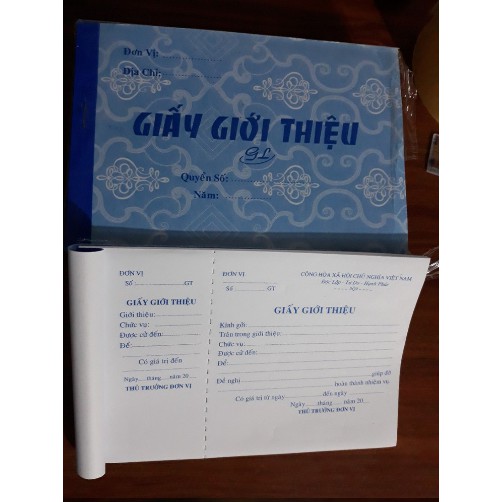 Đơn Vị:
Địa Chỉ:
GIẤY GIỚI THIỆU
GL
Quyển Số:
Năm:
ĐƠN VỊ
Số :...............GT
GIẤY GIỚI THIỆU
Giới thiệu:
Chức vụ:
Được cử đến:
Để:
Có giá trị đến
Ngày....tháng....năm 20....
THỦ TRƯỞNG ĐƠN VỊ
ĐƠN VỊ
Số :...............GT
CỘNG HÒA XÃ HỘI CHỦ NGHĨA VIỆT NAM
Độc Lập - Tự Do - Hạnh Phúc
GIẤY GIỚI THIỆU
Kính gởi:
Trân trọng giới thiệu:
Chức vụ:
Được cử đến:
Để:
Đề nghị...............giúp đỡ
hoàn thành nhiệm vụ.
Có giá trị từ ngày...............đến ngày
Ngày.....tháng.....năm 20....
THỦ TRƯỞNG ĐƠN VỊ